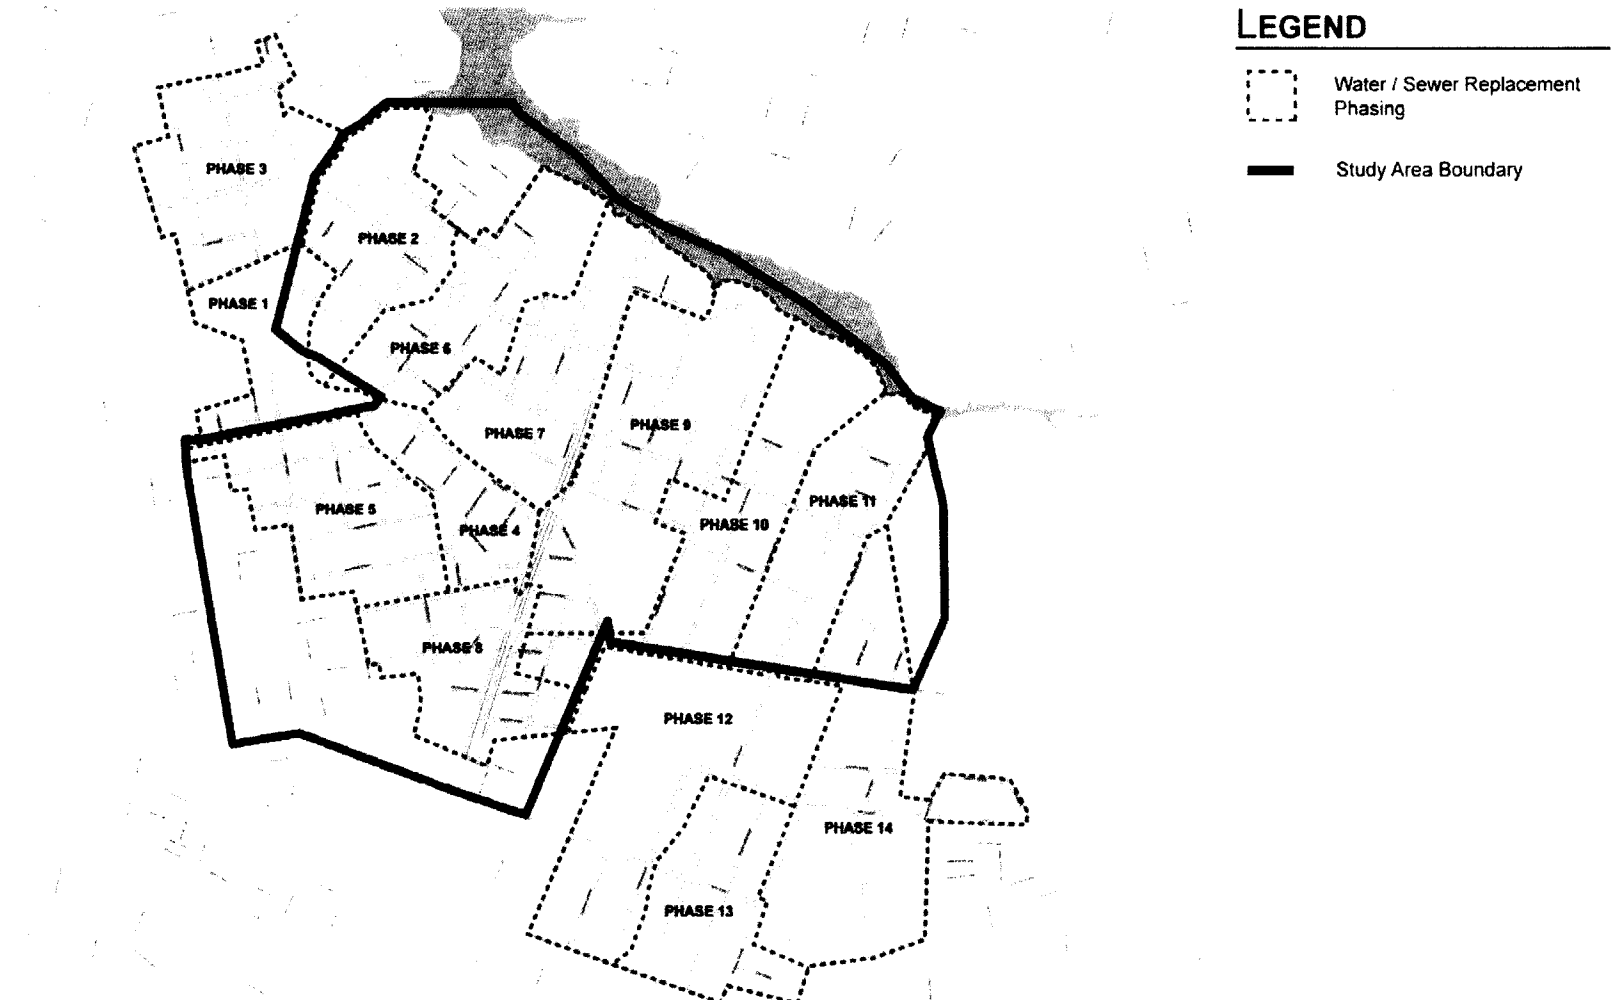 LEGEND
Water / Sewer Replacement
Phasing
Study Area Boundary
PHASE 3
PHASE 2
PHASE 1
PHASE 6
PHASE 7
PHASE 9
PHASE 5
PHASE 4
PHASE 10
PHASE 11
PHASE 8
PHASE 12
PHASE 14
PHASE 13